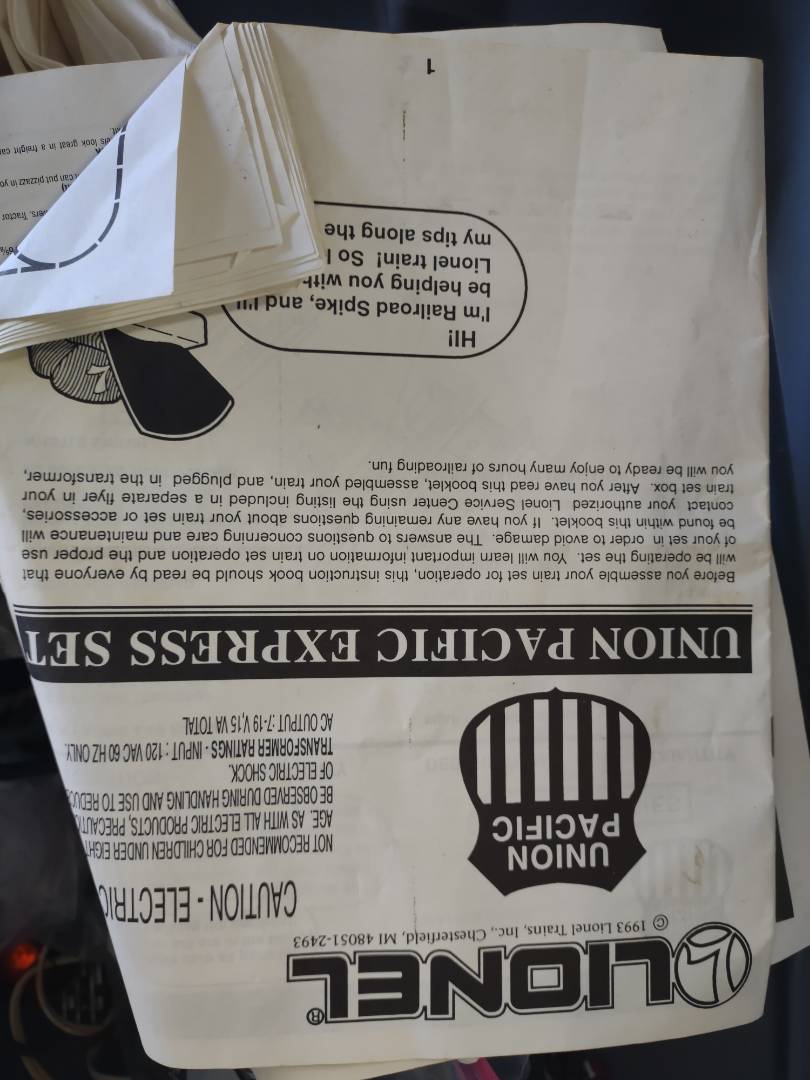 LIONEL®
© 1993 Lionel Trains, Inc., Chesterfield, MI 48051-2493
UNION
PACIFIC
CAUTION - ELECTRIC
NOT RECOMMENDED FOR CHILDREN UNDER EIGHT
AGE. AS WITH ALL ELECTRIC PRODUCTS,
BE OBSERVED DURING HANDLING AND USE TO
OF ELECTRIC SHOCK.
TRANSFORMER RATINGS - INPUT : 120 VAC 60 HZ ONLY.
AC OUTPUT :7-19 V,15 VA TOTAL
UNION PACIFIC EXPRESS SET
Before you assemble your train set for operation, this instruction book should be read by everyone that
will be operating the set. You will learn important information on train set operation and the proper use
of your set in order to avoid damage. The answers to questions concerning care and maintenance will
be found within this booklet. If you have any remaining questions about your train set or accessories,
contact your authorized Lionel Service Center using the listing included in a separate flyer in your
train set box. After you have read this booklet, assembled your train, and plugged in the transformer,
you will be ready to enjoy many hours of railroading fun.
HI!
I'm Railroad Spike, and I'll
be helping you with
Lionel train! So
my tips along the
1
Tractor
can put pizzazz in
look great in a freight